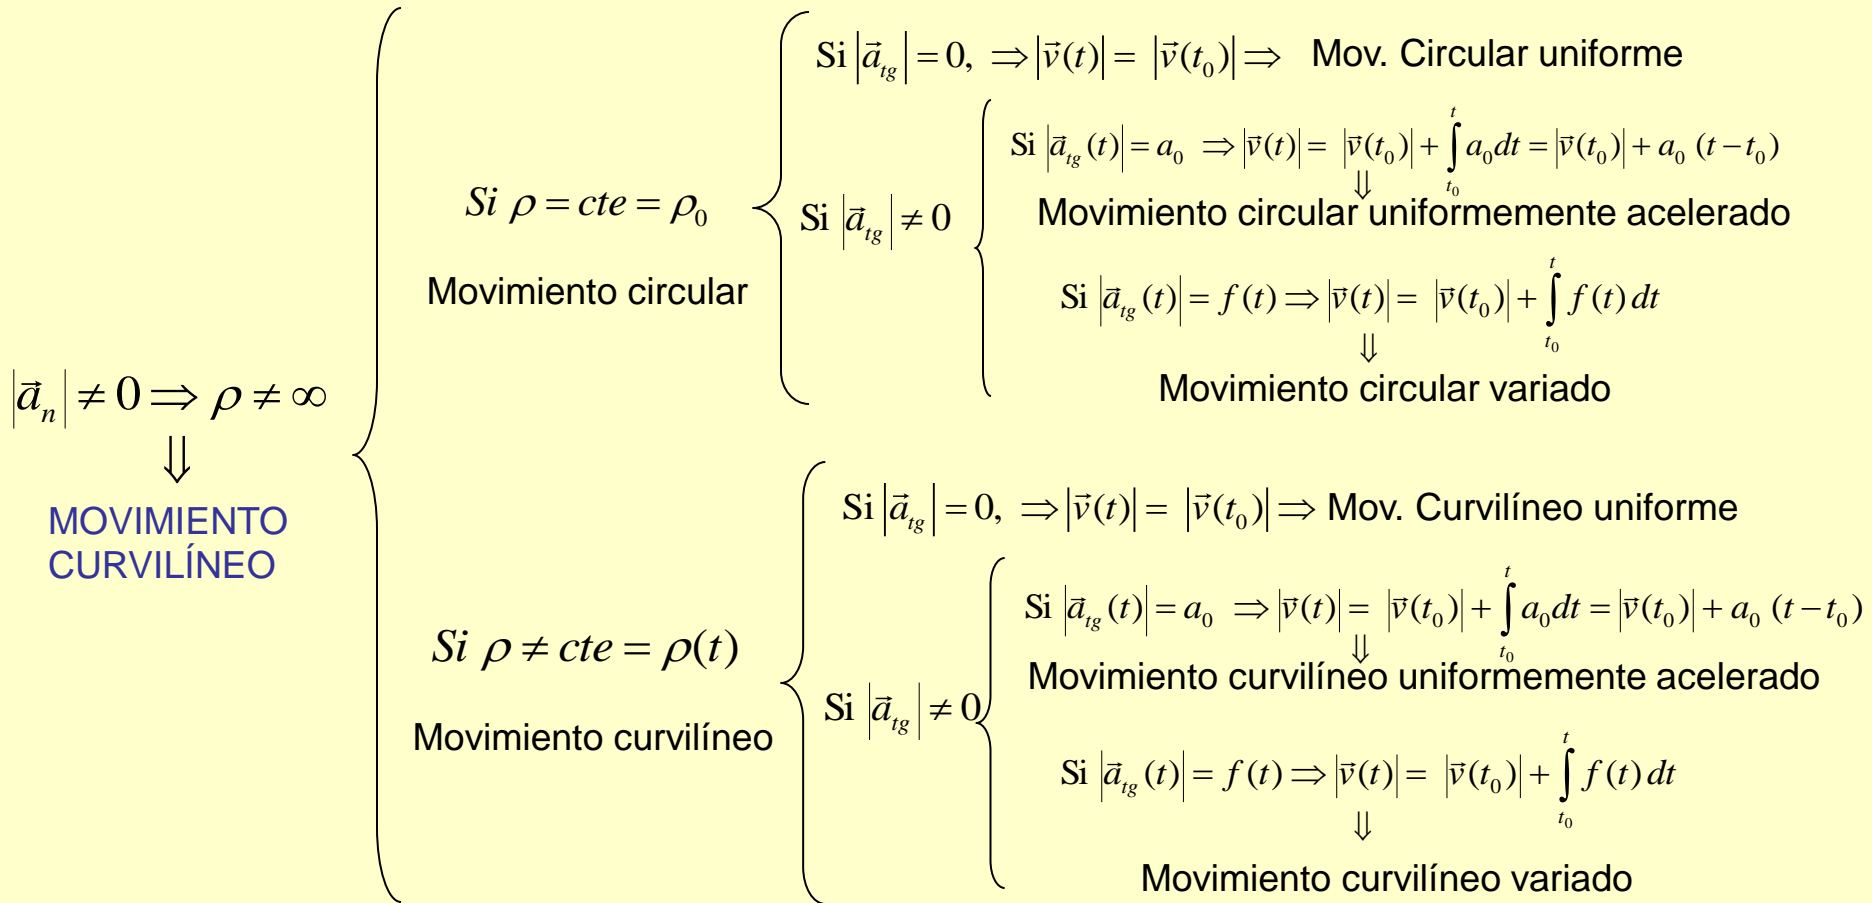 |a⃗ₙ| ≠ 0 ⇒ ρ ≠ ∞
⇓
MOVIMIENTO
CURVILÍNEO
Si ρ = cte = ρ₀
Movimiento circular
Si |a⃗_tg| = 0, ⇒ |v⃗(t)| = |v⃗(t₀)| ⇒ Mov. Circular uniforme
Si |a⃗_tg| ≠ 0
Si |a⃗_tg(t)| = a₀ ⇒ |v⃗(t)| = |v⃗(t₀)| + ∫_{t₀}^{t} a₀dt = |v⃗(t₀)| + a₀ (t − t₀)
⇓
Movimiento circular uniformemente acelerado
Si |a⃗_tg(t)| = f(t) ⇒ |v⃗(t)| = |v⃗(t₀)| + ∫_{t₀}^{t} f(t) dt
⇓
Movimiento circular variado
Si ρ ≠ cte = ρ(t)
Movimiento curvilíneo
Si |a⃗_tg| = 0, ⇒ |v⃗(t)| = |v⃗(t₀)| ⇒ Mov. Curvilíneo uniforme
Si |a⃗_tg| ≠ 0
Si |a⃗_tg(t)| = a₀ ⇒ |v⃗(t)| = |v⃗(t₀)| + ∫_{t₀}^{t} a₀dt = |v⃗(t₀)| + a₀ (t − t₀)
⇓
Movimiento curvilíneo uniformemente acelerado
Si |a⃗_tg(t)| = f(t) ⇒ |v⃗(t)| = |v⃗(t₀)| + ∫_{t₀}^{t} f(t) dt
⇓
Movimiento curvilíneo variado